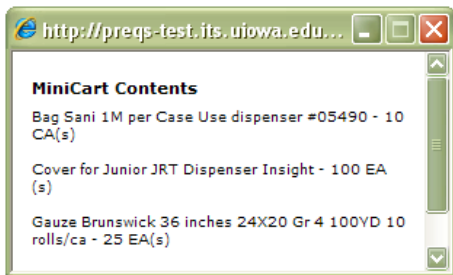 http://preqs-test.its.uiowa.edu...
MiniCart Contents
Bag Sani 1M per Case Use dispenser #05490 - 10
CA(s)
Cover for Junior JRT Dispenser Insight - 100 EA
(s)
Gauze Brunswick 36 inches 24X20 Gr 4 100YD 10
rolls/ca - 25 EA(s)